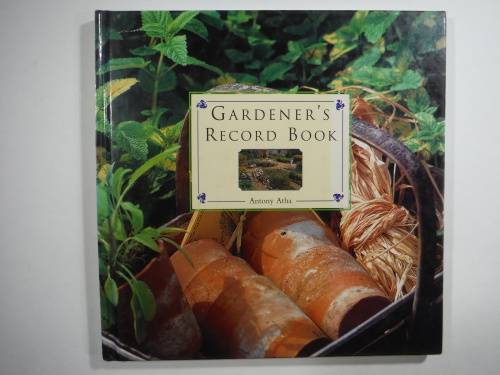 GARDENER'S
RECORD BOOK
Antony Atha